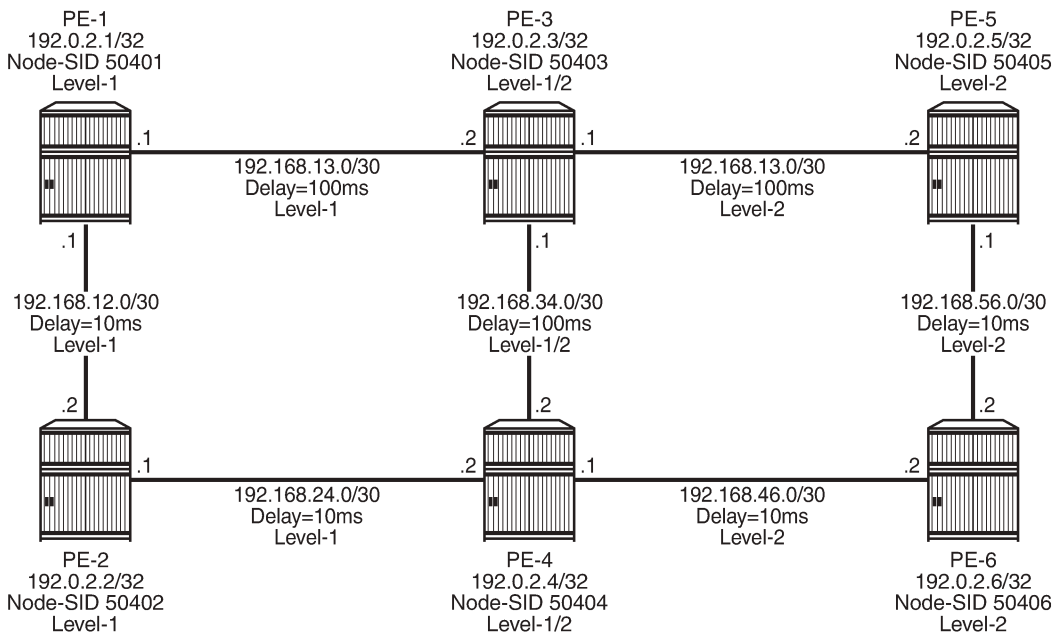 PE-1
192.0.2.1/32
Node-SID 50401
Level-1
PE-3
192.0.2.3/32
Node-SID 50403
Level-1/2
PE-5
192.0.2.5/32
Node-SID 50405
Level-2
.1
.2
.1
.2
192.168.13.0/30
Delay=100ms
Level-1
192.168.13.0/30
Delay=100ms
Level-2
.1
.1
.1
192.168.12.0/30
Delay=10ms
Level-1
192.168.34.0/30
Delay=100ms
Level-1/2
192.168.56.0/30
Delay=10ms
Level-2
.2
.2
.2
.1
.2
.1
.2
192.168.24.0/30
Delay=10ms
Level-1
192.168.46.0/30
Delay=10ms
Level-2
PE-2
192.0.2.2/32
Node-SID 50402
Level-1
PE-4
192.0.2.4/32
Node-SID 50404
Level-1/2
PE-6
192.0.2.6/32
Node-SID 50406
Level-2